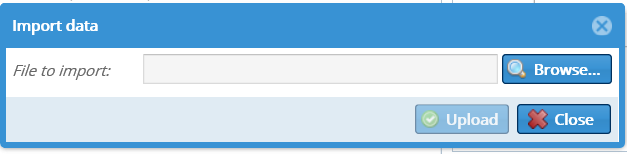 Import data
File to import:
Browse...
Upload
Close